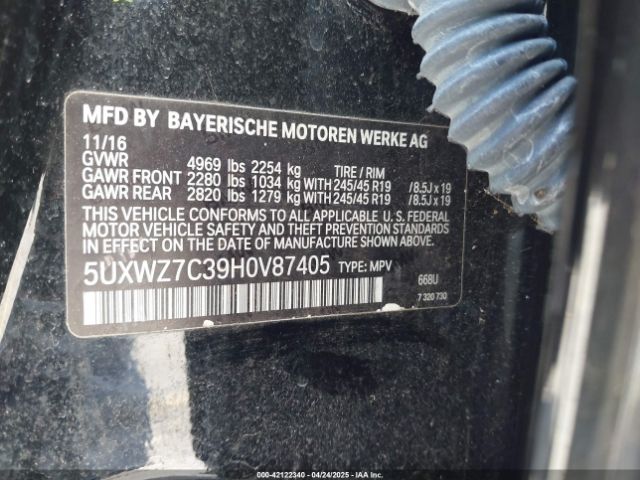 MFD BY BAYERISCHE MOTOREN WERKE AG
11/16
GVWR 4969 lbs 2254 kg TIRE / RIM
GAWR FRONT 2280 lbs 1034 kg WITH 245/45 R19 /8.5J x 19
GAWR REAR 2820 lbs 1279 kg WITH 245/45 R19 /8.5J x 19
THIS VEHICLE CONFORMS TO ALL APPLICABLE U. S. FEDERAL
MOTOR VEHICLE SAFETY AND THEFT PREVENTION STANDARDS
IN EFFECT ON THE DATE OF MANUFACTURE SHOWN ABOVE.
5UXWZ7C39H0V87405 TYPE: MPV
668U
7 320 730
000-42122340 - 04/24/2025 - IAA Inc.